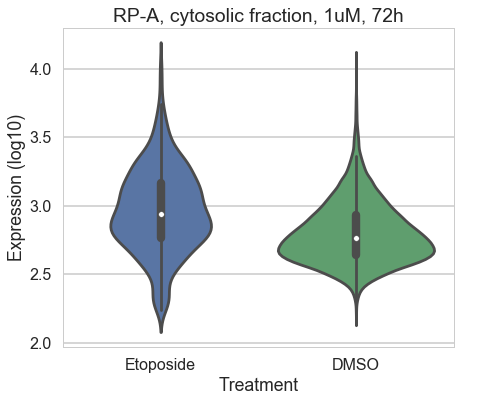 RP-A, cytosolic fraction, 1uM, 72h
Expression (log10)
4.0
3.5
3.0
2.5
2.0
Etoposide DMSO
Treatment